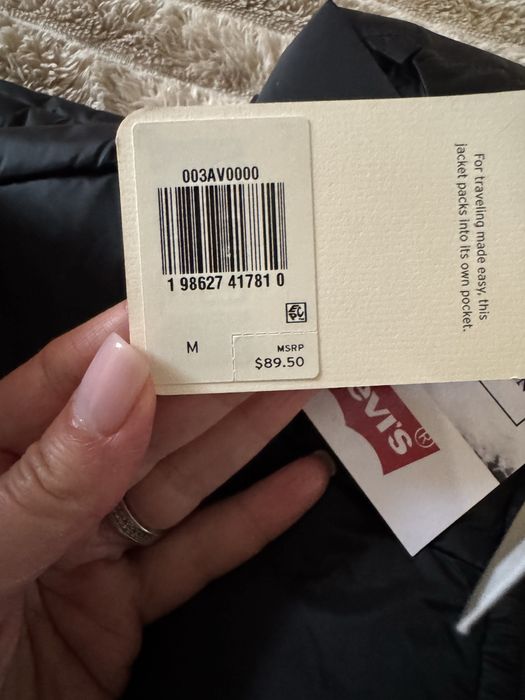 003AV0000
1 98627 41781 0
M
MSRP
$89.50
For traveling made easy, this
jacket packs into its own pocket.
evi's®